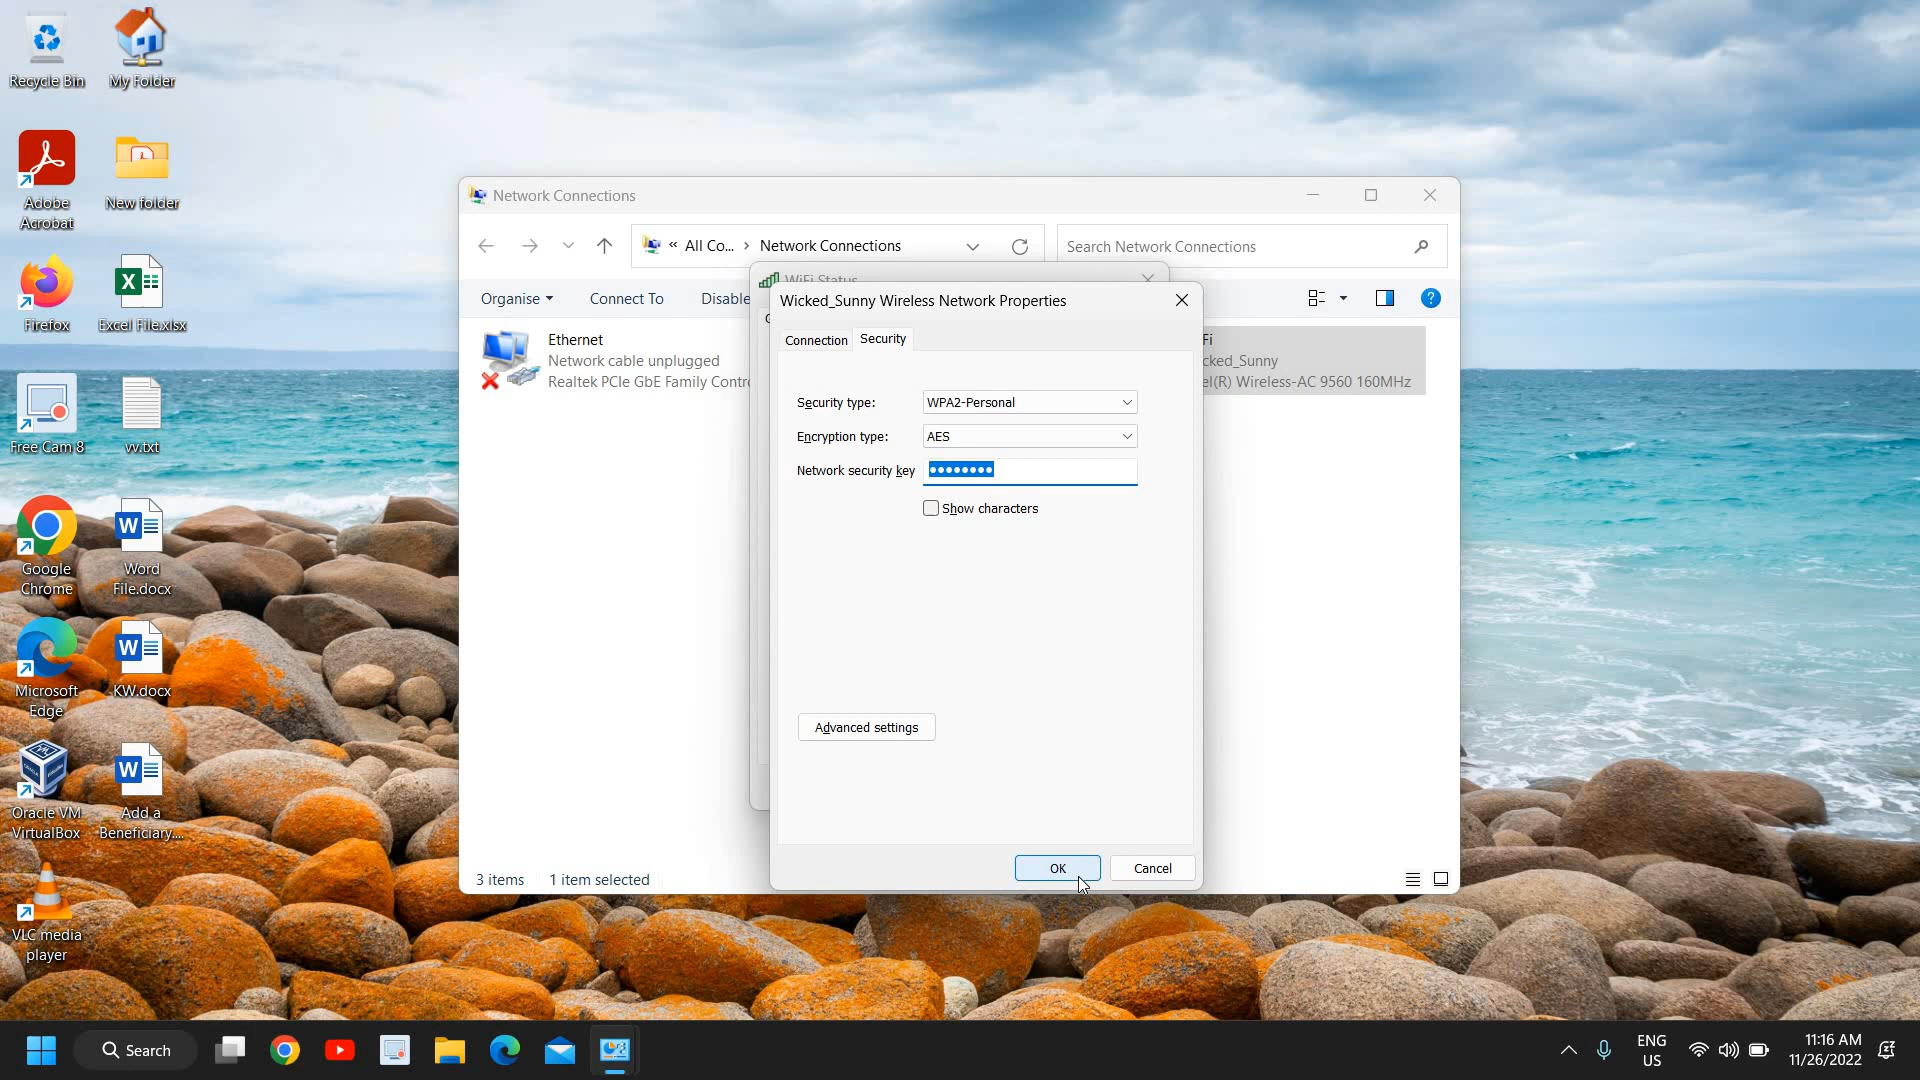 Recycle Bin
My Folder
Adobe
Acrobat
New folder
Firefox
Excel File.xlsx
Free Cam 8
vv.txt
Google
Chrome
Word
File.docx
Microsoft
Edge
KW.docx
Oracle VM
VirtualBox
Add a
Beneficiary....
VLC media
player
Network Connections
« All Co... › Network Connections
Search Network Connections
Organise
Connect To
Disable
WiFi Status
Ethernet
Network cable unplugged
Realtek PCIe GbE Family Contro
Fi
cked_Sunny
el(R) Wireless-AC 9560 160MHz
Wicked_Sunny Wireless Network Properties
Connection
Security
Security type:
WPA2-Personal
Encryption type:
AES
Network security key
●●●●●●●●
Show characters
Advanced settings
OK
Cancel
3 items
1 item selected
Search
ENG
US
11:16 AM
11/26/2022